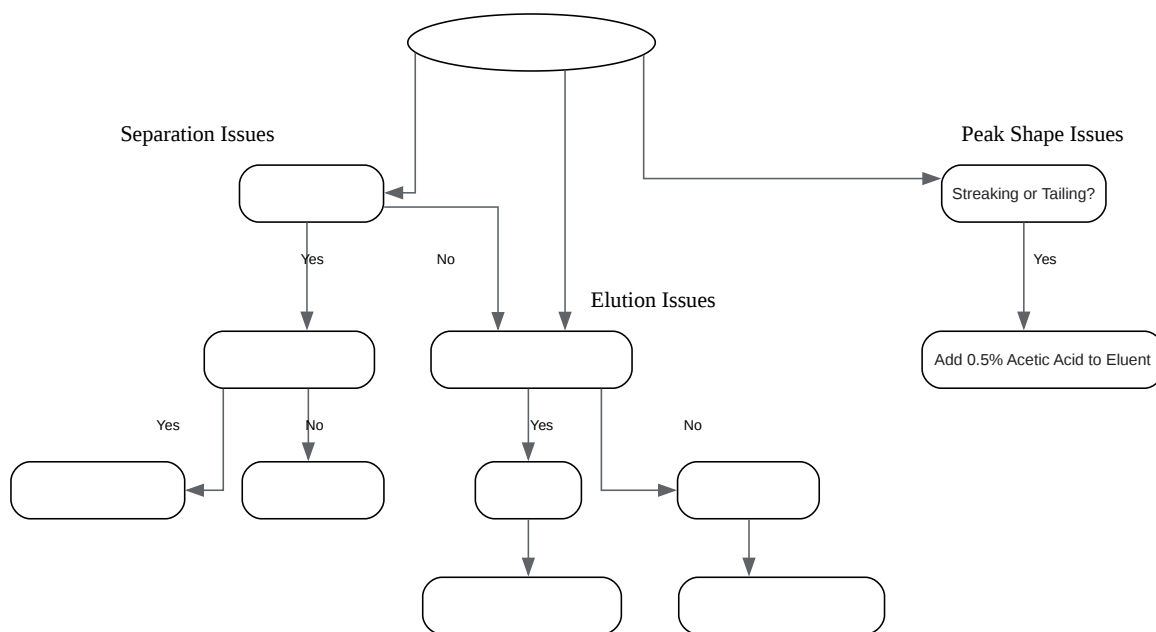 Separation Issues
Peak Shape Issues
Streaking or Tailing?
Yes
No
Yes
Elution Issues
Add 0.5% Acetic Acid to Eluent
Yes
No
Yes
No